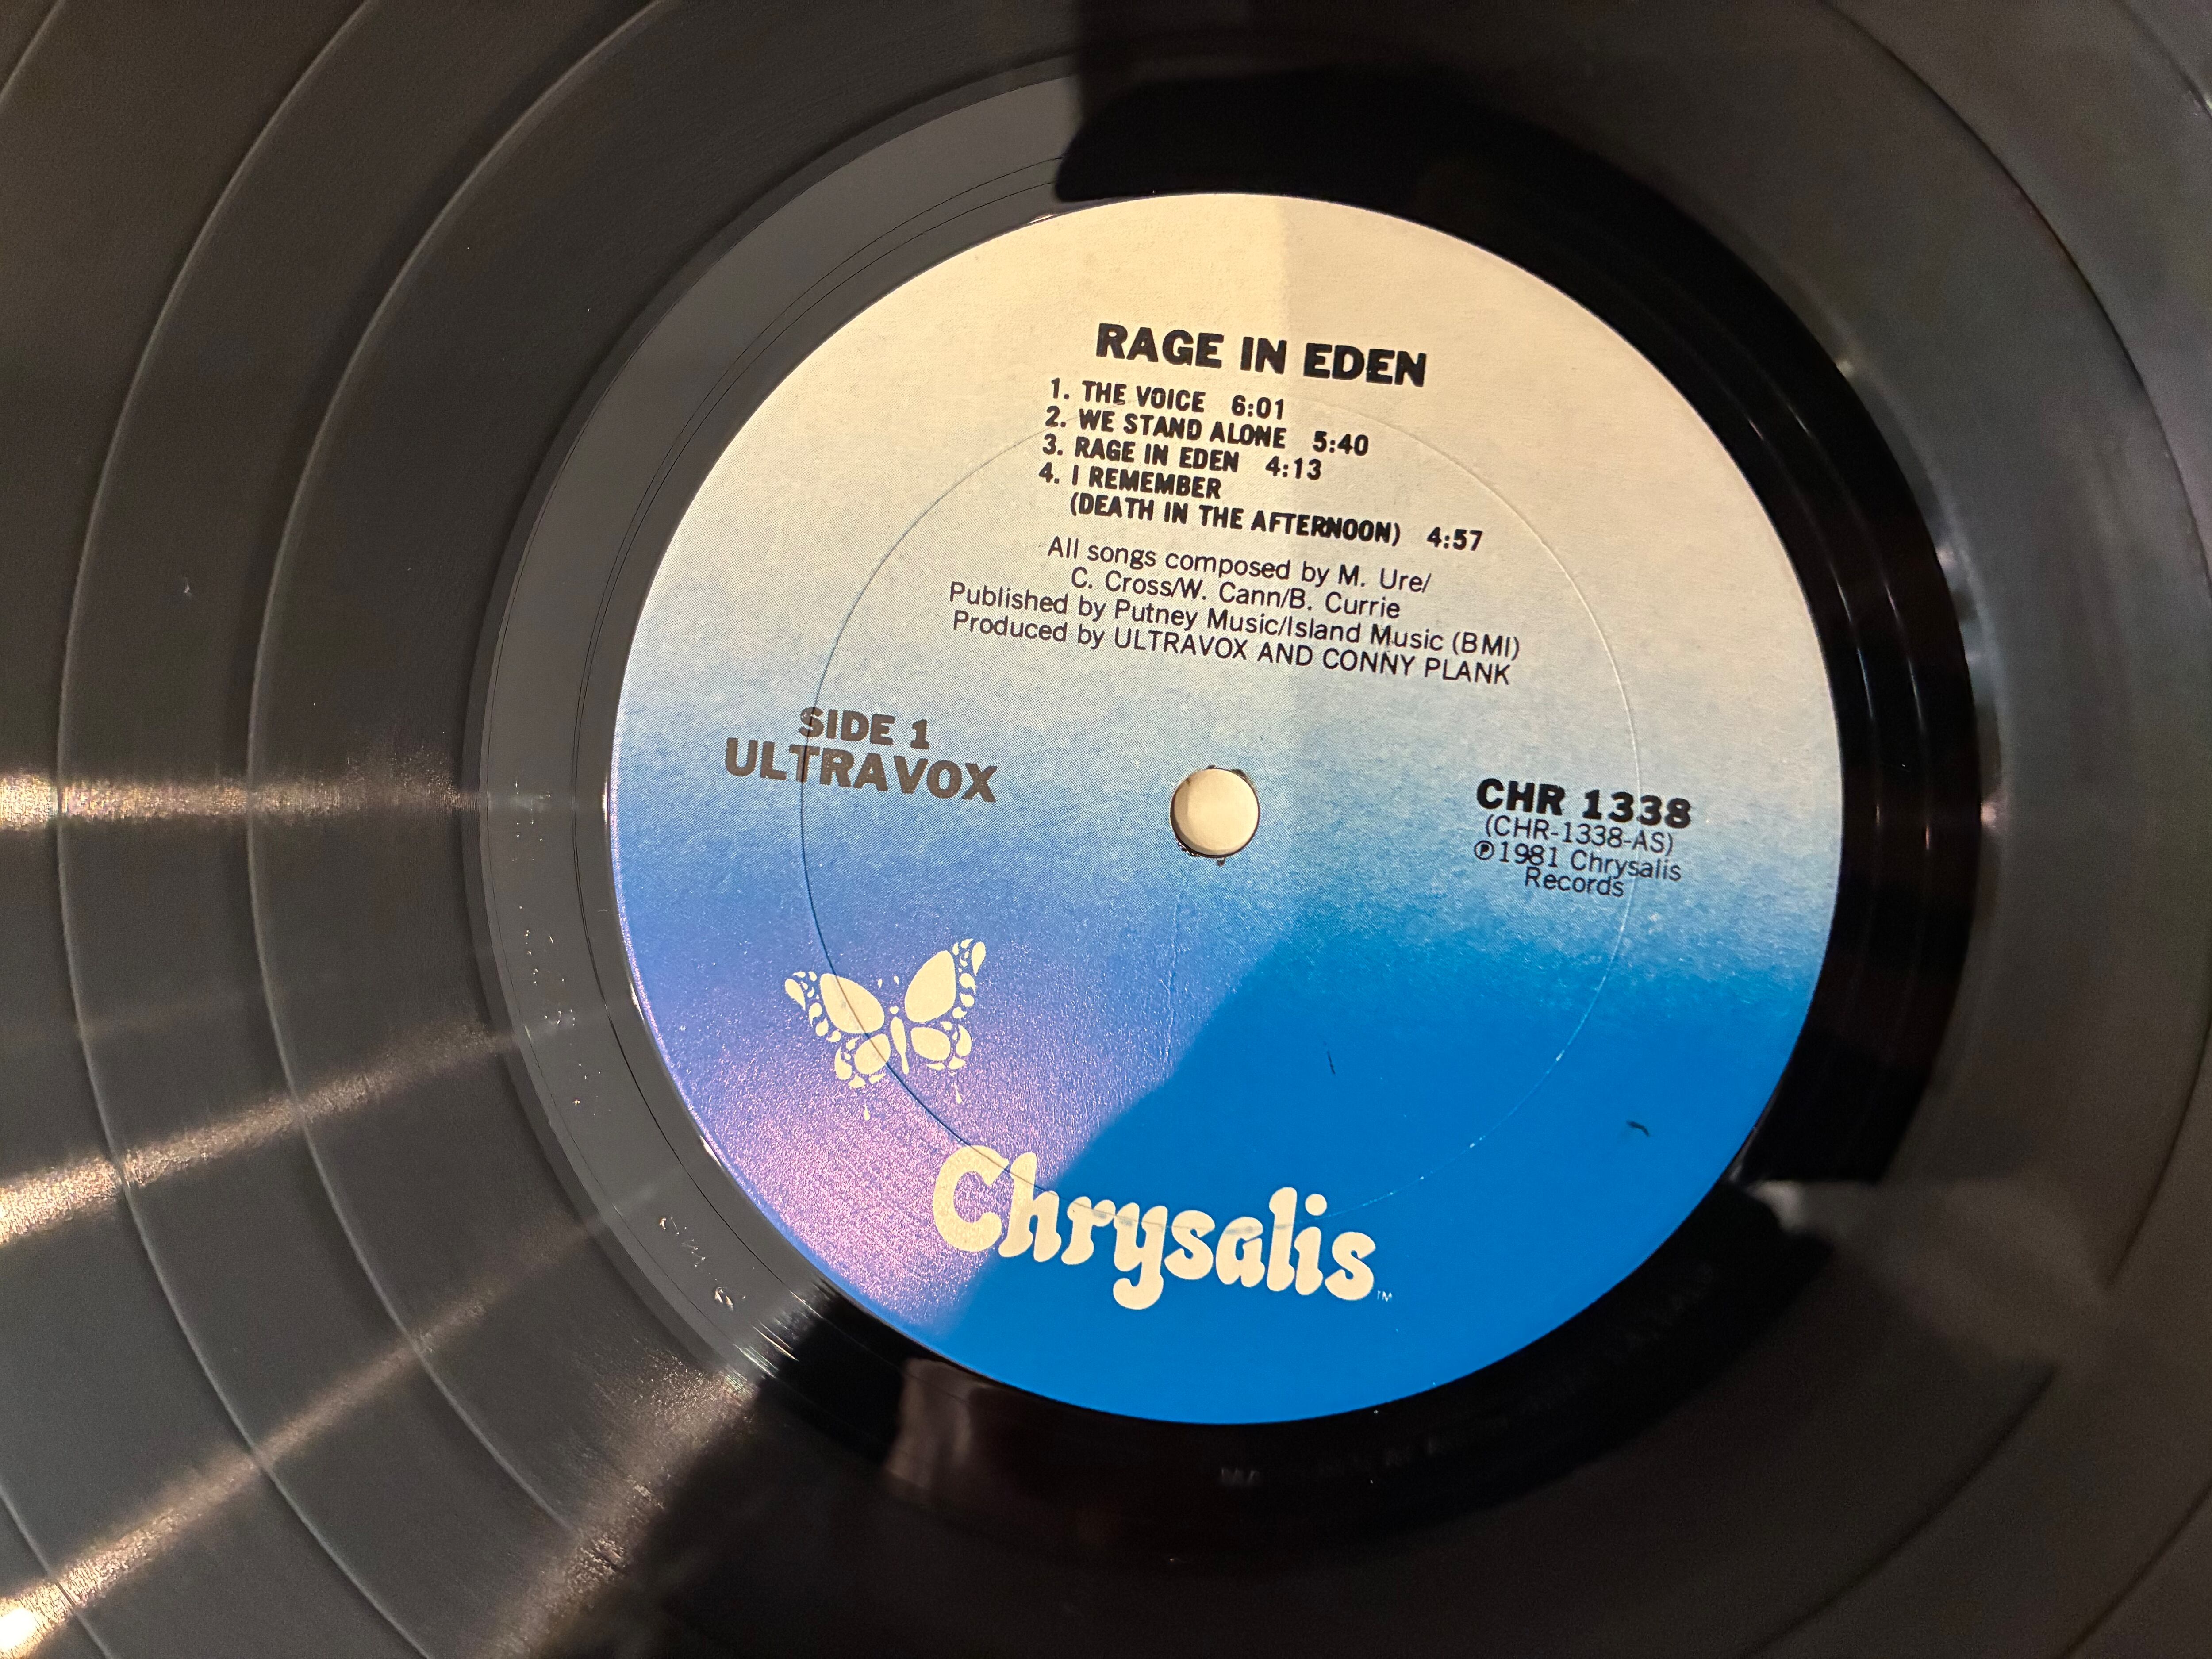 RAGE IN EDEN
1. THE VOICE 6:01
2. WE STAND ALONE 5:40
3. RAGE IN EDEN 4:13
4. I REMEMBER
(DEATH IN THE AFTERNOON) 4:57
All songs composed by M. Ure/
C. Cross/W. Cann/B. Currie
Published by Putney Music/Island Music (BMI)
Produced by ULTRAVOX AND CONNY PLANK
SIDE 1
ULTRAVOX
CHR 1338
(CHR-1338-AS)
℗1981 Chrysalis
Records
Chrysalis™